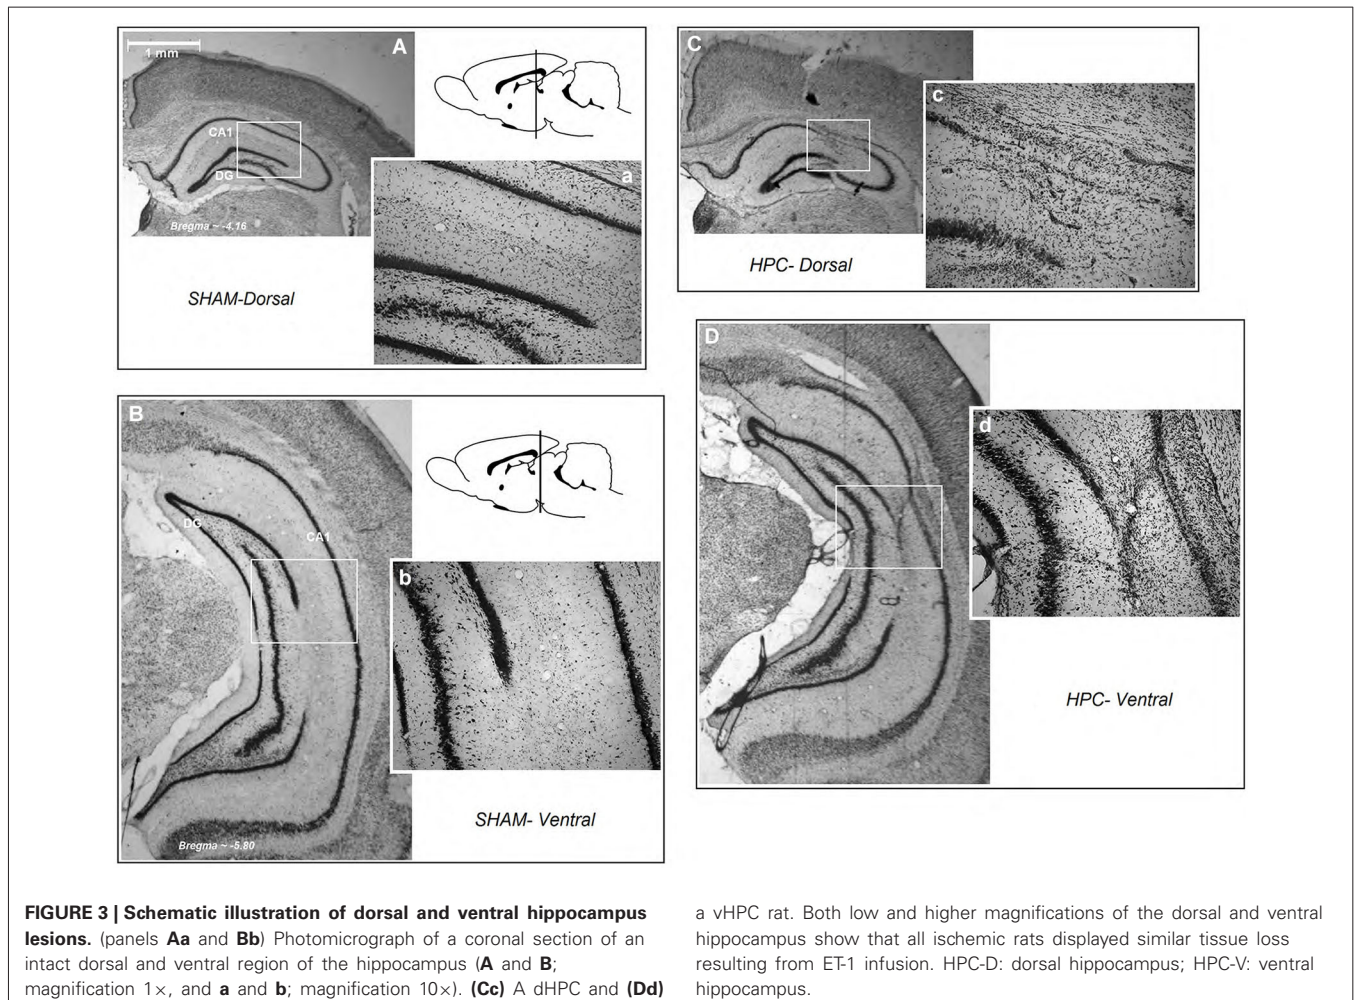 1 mm
A
CA1
DG
Bregma ~ -4.16
a
SHAM-Dorsal
C
c
HPC- Dorsal
B
DG
CA1
b
SHAM- Ventral
Bregma ~ -5.80
D
d
HPC- Ventral
FIGURE 3 | Schematic illustration of dorsal and ventral hippocampus
lesions. (panels Aa and Bb) Photomicrograph of a coronal section of an
intact dorsal and ventral region of the hippocampus (A and B;
magnification 1×, and a and b; magnification 10×). (Cc) A dHPC and (Dd)
a vHPC rat. Both low and higher magnifications of the dorsal and ventral
hippocampus show that all ischemic rats displayed similar tissue loss
resulting from ET-1 infusion. HPC-D: dorsal hippocampus; HPC-V: ventral
hippocampus.